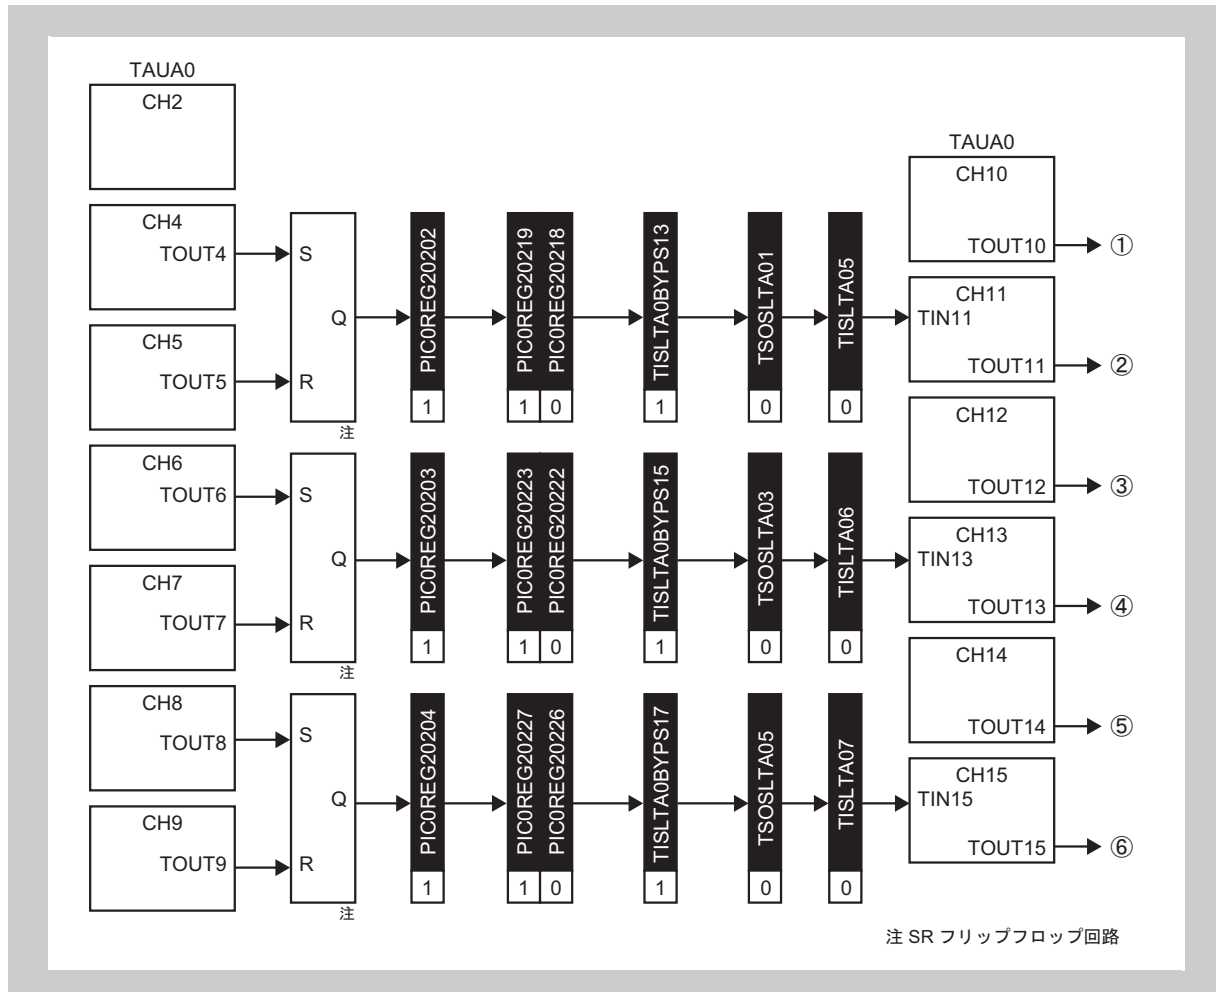 TAUA0
CH2
CH4
TOUT4
CH5
TOUT5
S
Q
R
注
PIC0REG20202
1
PIC0REG20219
PIC0REG20218
1 0
TISLTA0BYPS13
1
TSOSLTA01
0
TISLTA05
0
CH6
TOUT6
CH7
TOUT7
S
Q
R
注
PIC0REG20203
1
PIC0REG20223
PIC0REG20222
1 0
TISLTA0BYPS15
1
TSOSLTA03
0
TISLTA06
0
CH8
TOUT8
CH9
TOUT9
S
Q
R
注
PIC0REG20204
1
PIC0REG20227
PIC0REG20226
1 0
TISLTA0BYPS17
1
TSOSLTA05
0
TISLTA07
0
TAUA0
CH10
TOUT10 ①
CH11
TIN11
TOUT11 ②
CH12
TOUT12 ③
CH13
TIN13
TOUT13 ④
CH14
TOUT14 ⑤
CH15
TIN15
TOUT15 ⑥
注 SR フリップフロップ回路